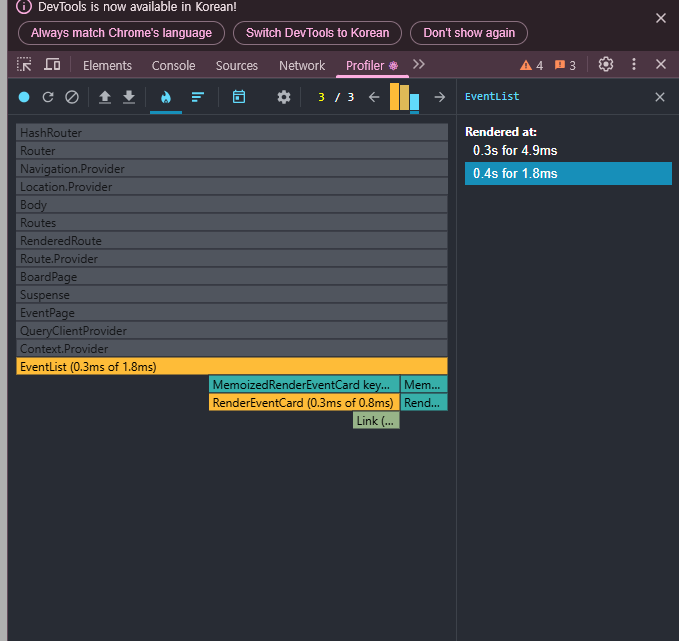 DevTools is now available in Korean!
Always match Chrome's language
Switch DevTools to Korean
Don't show again
Elements
Console
Sources
Network
Profiler
4
3
3 / 3
EventList
HashRouter
Router
Navigation.Provider
Location.Provider
Body
Routes
RenderedRoute
Route.Provider
BoardPage
Suspense
EventPage
QueryClientProvider
Context.Provider
EventList (0.3ms of 1.8ms)
MemoizedRenderEventCard key...
Mem...
RenderEventCard (0.3ms of 0.8ms)
Rend...
Link (...
Rendered at:
0.3s for 4.9ms
0.4s for 1.8ms